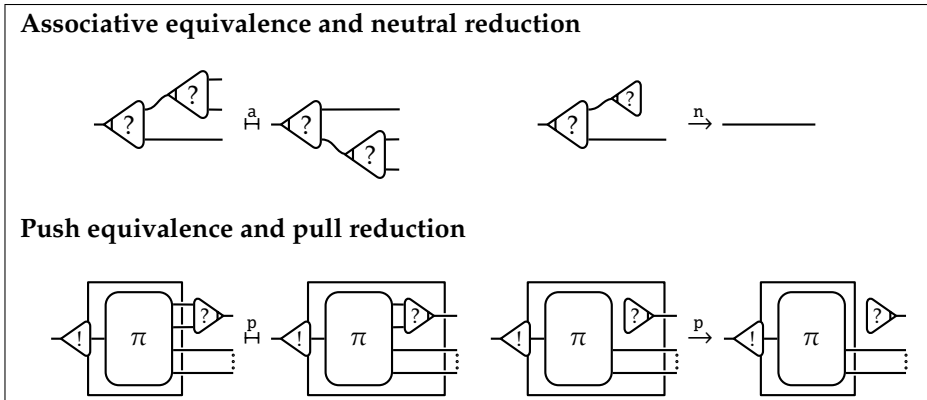 Associative equivalence and neutral reduction
? ? a ? ? ? ? n
Push equivalence and pull reduction
! π ? p ! π ? ! π ? p ! π ?